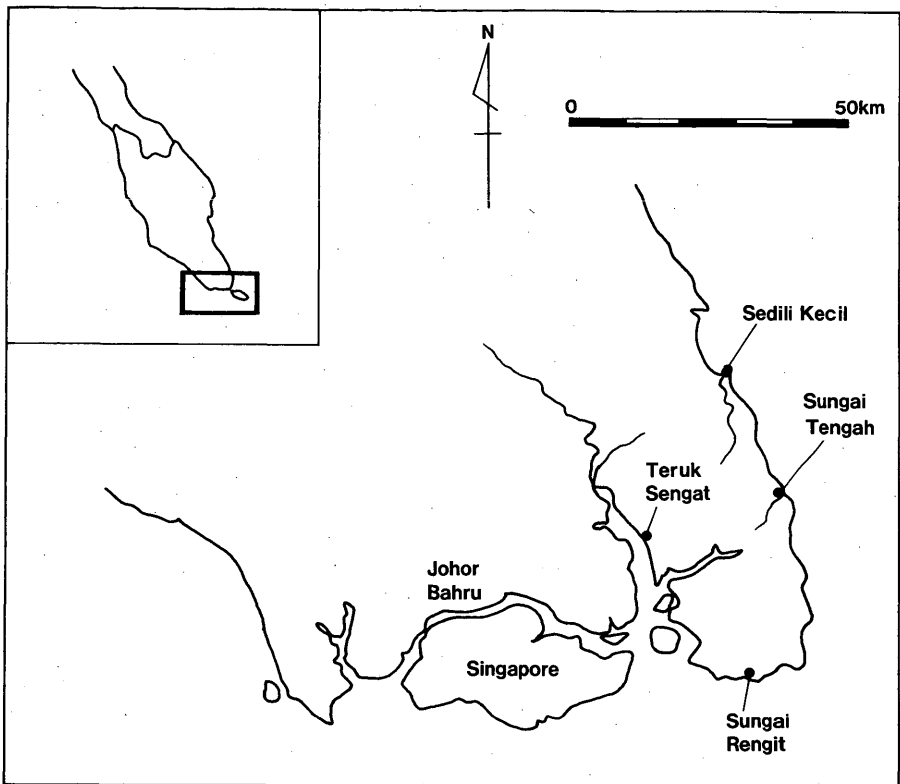 N
0
50km
Sedili Kecil
Sungai
Tengah
Teruk
Sengat
Johor
Bahru
Singapore
Sungai
Rengit